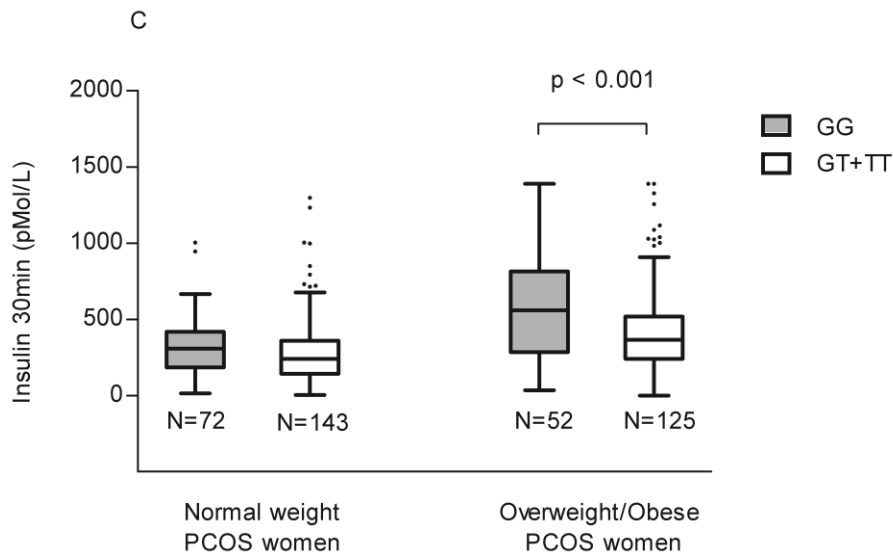 C
2000
1500
1000
500
0
Insulin 30min (pMol/L)
p < 0.001
GG
GT+TT
N=72
N=143
N=52
N=125
Normal weight
PCOS women
Overweight/Obese
PCOS women